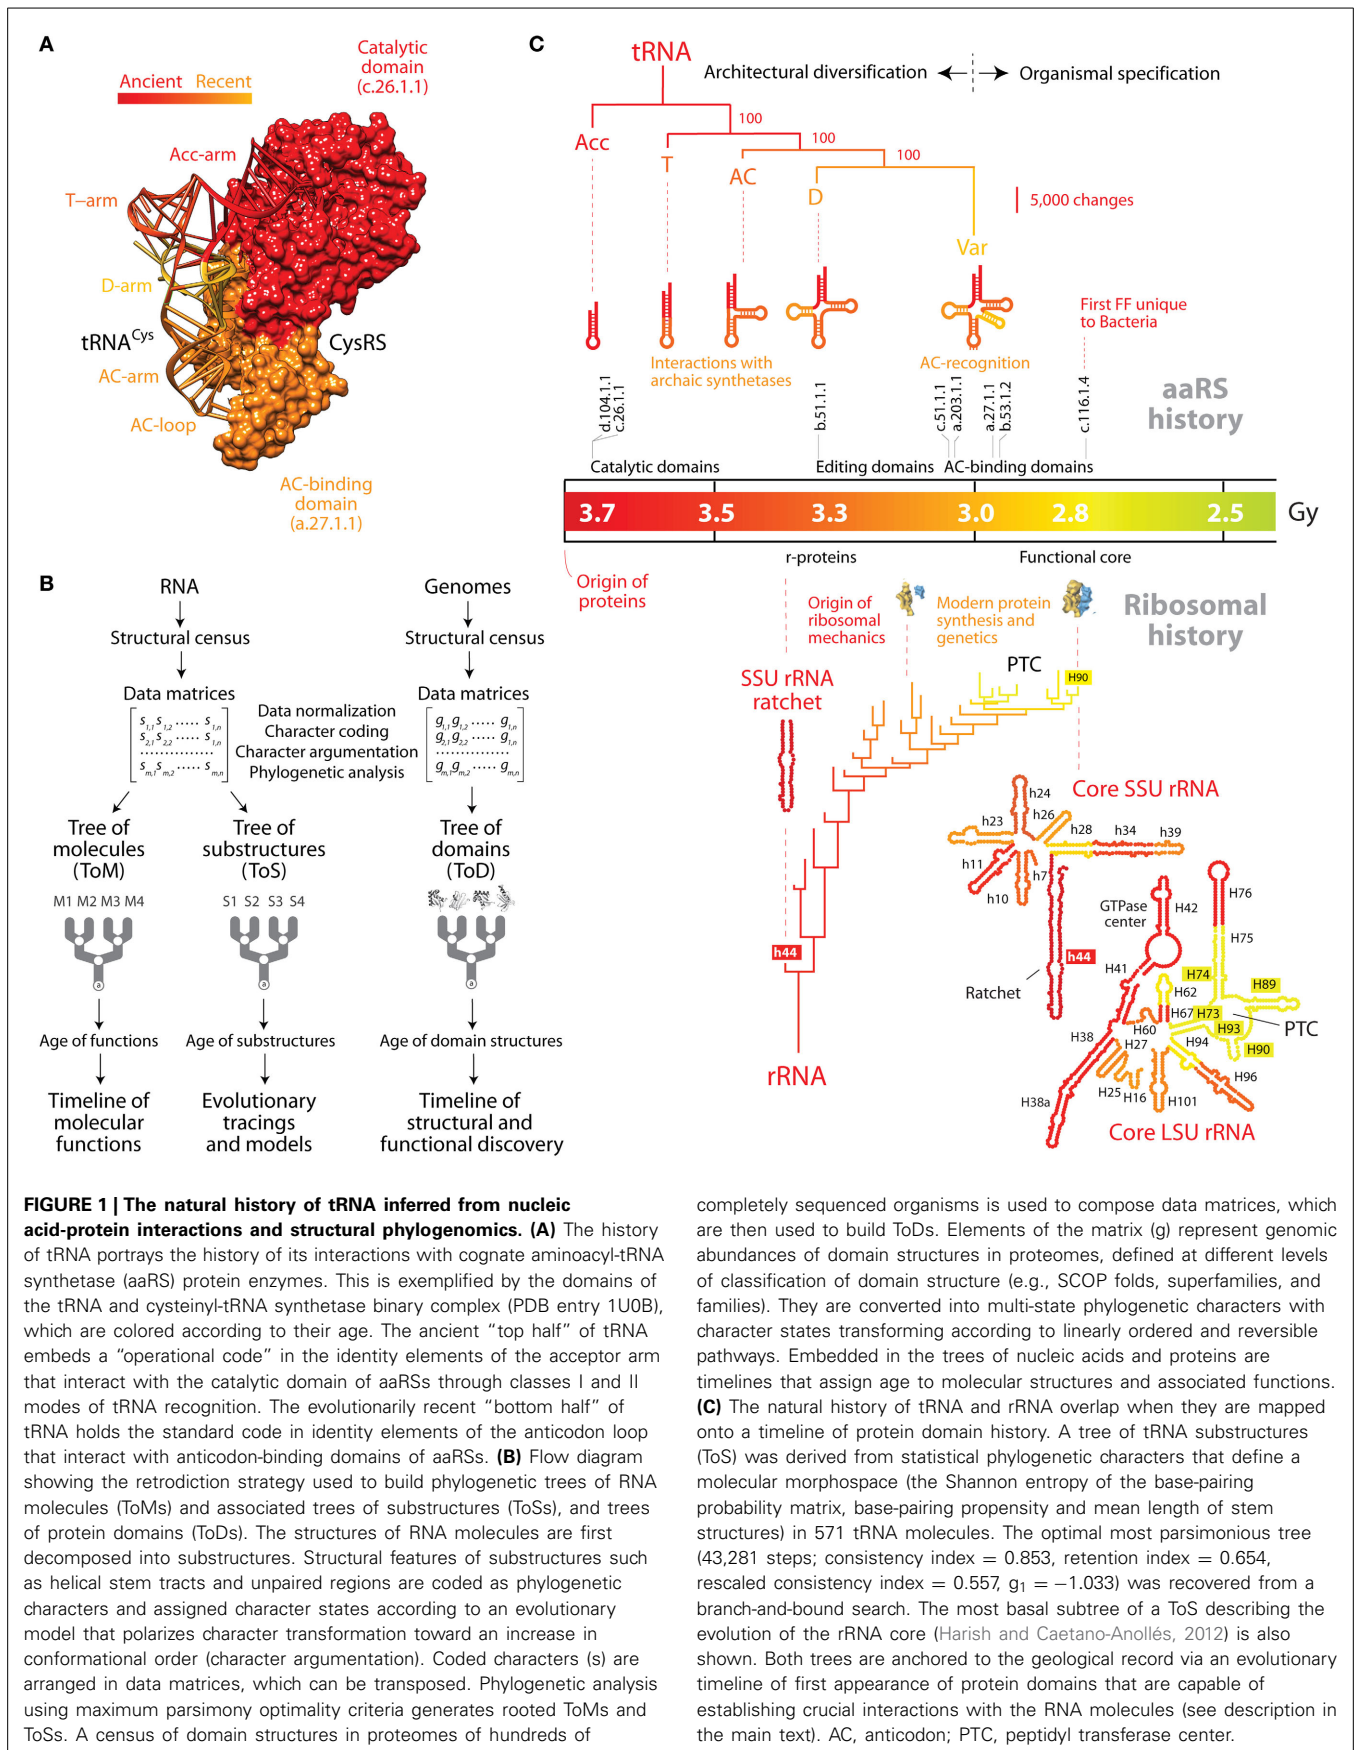 A
Ancient Recent
Catalytic
domain
(c.26.1.1)
Acc-arm
T–arm
D-arm
tRNACys
CysRS
AC-arm
AC-loop
AC-binding
domain
(a.27.1.1)
B
RNA
Genomes
Structural census
Structural census
Data matrices
Data matrices
s1,1 s1,2 ..... s1,n
s2,1 s2,2 ..... s1,n
...............
sm,1 sm,2 ..... sm,n
Data normalization
Character coding
Character argumentation
Phylogenetic analysis
g1,1 g1,2 ..... g1,n
g2,1 g2,2 ..... g1,n
...............
gm,1 gm,2 ..... gm,n
Tree of
molecules
(ToM)
Tree of
substructures
(ToS)
Tree of
domains
(ToD)
M1 M2 M3 M4
S1 S2 S3 S4
a
a
a
Age of functions
Age of substructures
Age of domain structures
Timeline of
molecular
functions
Evolutionary
tracings
and models
Timeline of
structural and
functional discovery
C
tRNA
Architectural diversification
Organismal specification
100
100
100
Acc
T
AC
D
Var
5,000 changes
First FF unique
to Bacteria
Interactions with
archaic synthetases
AC-recognition
d.104.1.1
c.26.1.1
b.51.1.1
c.51.1.1
a.203.1.1
a.27.1.1
b.53.1.2
c.116.1.4
aaRS
history
Catalytic domains
Editing domains
AC-binding domains
3.7 3.5 3.3 3.0 2.8 2.5 Gy
r-proteins
Functional core
Origin of
proteins
Origin of
ribosomal
mechanics
Modern protein
synthesis and
genetics
Ribosomal
history
SSU rRNA
ratchet
PTC
H90
h44
rRNA
Core SSU rRNA
h24
h26
h23
h28
h34
h39
h11
h7
h10
h44
Ratchet
GTPase
center
H42
H76
H75
H41
H74
H89
H62
H67
H73
H60
H93
PTC
H38
H27
H94
H90
H96
H38a
H25
H16
H101
Core LSU rRNA
FIGURE 1 | The natural history of tRNA inferred from nucleic
acid-protein interactions and structural phylogenomics. (A) The history
of tRNA portrays the history of its interactions with cognate aminoacyl-tRNA
synthetase (aaRS) protein enzymes. This is exemplified by the domains of
the tRNA and cysteinyl-tRNA synthetase binary complex (PDB entry 1U0B),
which are colored according to their age. The ancient “top half” of tRNA
embeds a “operational code” in the identity elements of the acceptor arm
that interact with the catalytic domain of aaRSs through classes I and II
modes of tRNA recognition. The evolutionarily recent “bottom half” of
tRNA holds the standard code in identity elements of the anticodon loop
that interact with anticodon-binding domains of aaRSs. (B) Flow diagram
showing the retrodiction strategy used to build phylogenetic trees of RNA
molecules (ToMs) and associated trees of substructures (ToSs), and trees
of protein domains (ToDs). The structures of RNA molecules are first
decomposed into substructures. Structural features of substructures such
as helical stem tracts and unpaired regions are coded as phylogenetic
characters and assigned character states according to an evolutionary
model that polarizes character transformation toward an increase in
conformational order (character argumentation). Coded characters (s) are
arranged in data matrices, which can be transposed. Phylogenetic analysis
using maximum parsimony optimality criteria generates rooted ToMs and
ToSs. A census of domain structures in proteomes of hundreds of
completely sequenced organisms is used to compose data matrices, which
are then used to build ToDs. Elements of the matrix (g) represent genomic
abundances of domain structures in proteomes, defined at different levels
of classification of domain structure (e.g., SCOP folds, superfamilies, and
families). They are converted into multi-state phylogenetic characters with
character states transforming according to linearly ordered and reversible
pathways. Embedded in the trees of nucleic acids and proteins are
timelines that assign age to molecular structures and associated functions.
(C) The natural history of tRNA and rRNA overlap when they are mapped
onto a timeline of protein domain history. A tree of tRNA substructures
(ToS) was derived from statistical phylogenetic characters that define a
molecular morphospace (the Shannon entropy of the base-pairing
probability matrix, base-pairing propensity and mean length of stem
structures) in 571 tRNA molecules. The optimal most parsimonious tree
(43,281 steps; consistency index = 0.853, retention index = 0.654,
rescaled consistency index = 0.557, g1 = −1.033) was recovered from a
branch-and-bound search. The most basal subtree of a ToS describing the
evolution of the rRNA core (Harish and Caetano-Anollés, 2012) is also
shown. Both trees are anchored to the geological record via an evolutionary
timeline of first appearance of protein domains that are capable of
establishing crucial interactions with the RNA molecules (see description in
the main text). AC, anticodon; PTC, peptidyl transferase center.